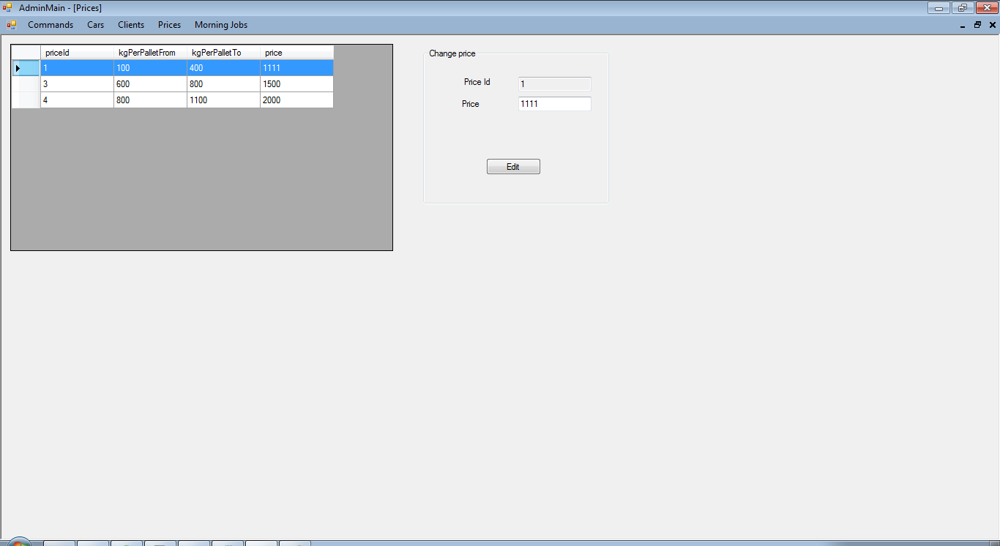 AdminMain - [Prices]
Commands Cars Clients Prices Morning Jobs
priceId kgPerPalletFrom kgPerPalletTo price
1 100 400 1111
3 600 800 1500
4 800 1100 2000
Change price
Price Id 1
Price 1111
Edit